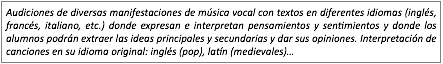 Audiciones de diversas manifestaciones de música vocal con textos en diferentes idiomas (inglés,
francés, italiano, etc.) donde expresan e interpretan pensamientos y sentimientos y donde los
alumnos podrán extraer las ideas principales y secundarias y dar sus opiniones. Interpretación de
canciones en su idioma original: inglés (pop), latín (medievales)...